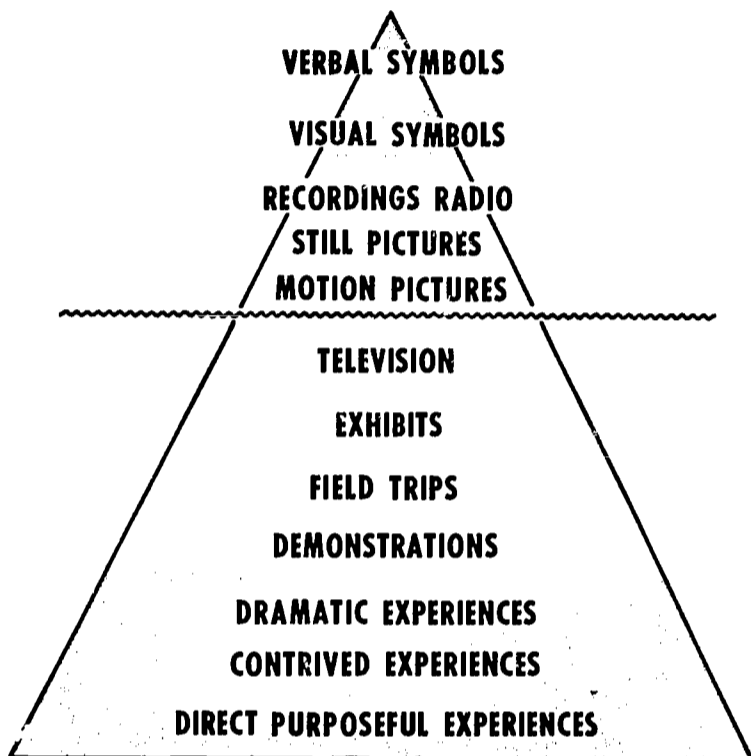 VERBAL SYMBOLS
VISUAL SYMBOLS
RECORDINGS RADIO
STILL PICTURES
MOTION PICTURES
TELEVISION
EXHIBITS
FIELD TRIPS
DEMONSTRATIONS
DRAMATIC EXPERIENCES
CONTRIVED EXPERIENCES
DIRECT PURPOSEFUL EXPERIENCES